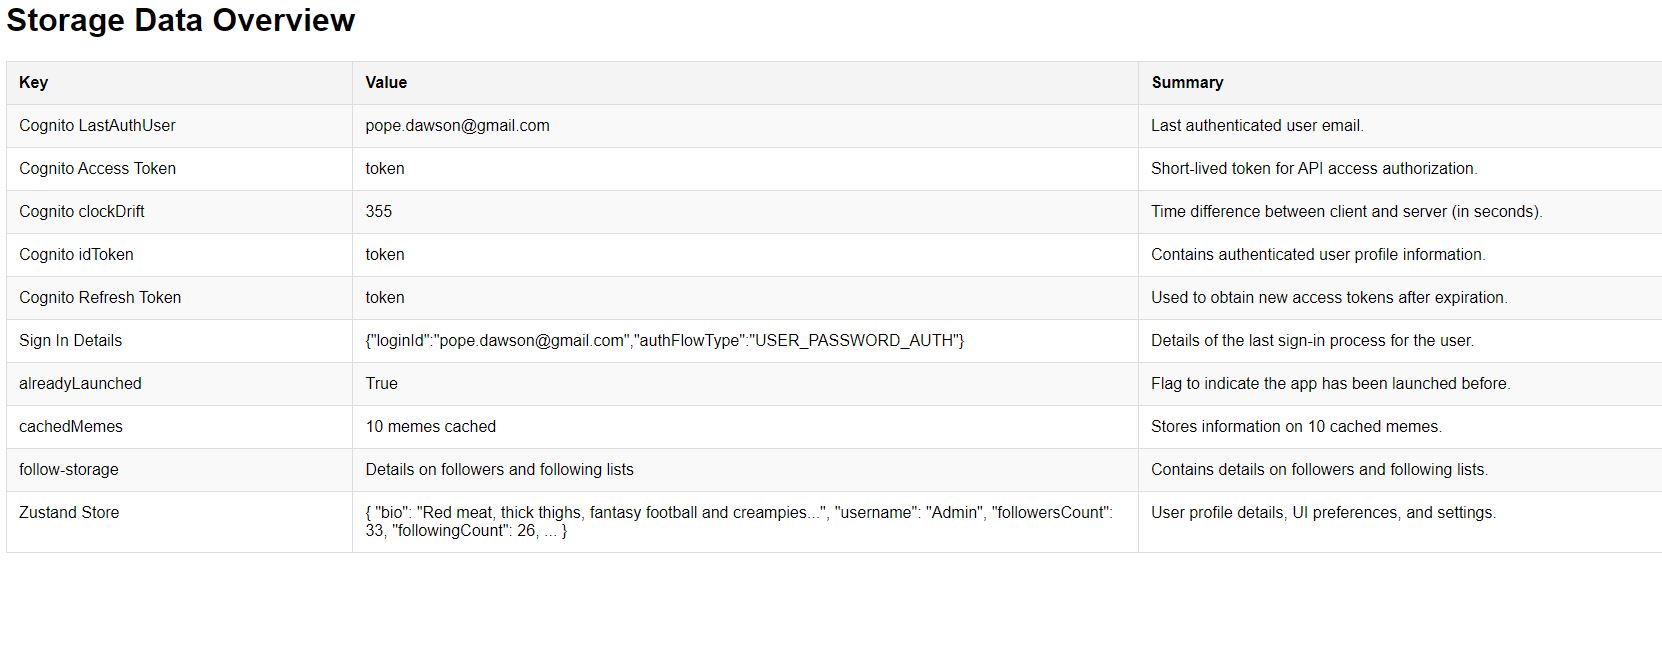 Storage Data Overview
Key Value Summary
Cognito LastAuthUser pope.dawson@gmail.com Last authenticated user email.
Cognito Access Token token Short-lived token for API access authorization.
Cognito clockDrift 355 Time difference between client and server (in seconds).
Cognito idToken token Contains authenticated user profile information.
Cognito Refresh Token token Used to obtain new access tokens after expiration.
Sign In Details {"loginId":"pope.dawson@gmail.com","authFlowType":"USER_PASSWORD_AUTH"} Details of the last sign-in process for the user.
alreadyLaunched True Flag to indicate the app has been launched before.
cachedMemes 10 memes cached Stores information on 10 cached memes.
follow-storage Details on followers and following lists Contains details on followers and following lists.
Zustand Store { "bio": "Red meat, thick thighs, fantasy football and creampies...", "username": "Admin", "followersCount": User profile details, UI preferences, and settings.
33, "followingCount": 26, ... }